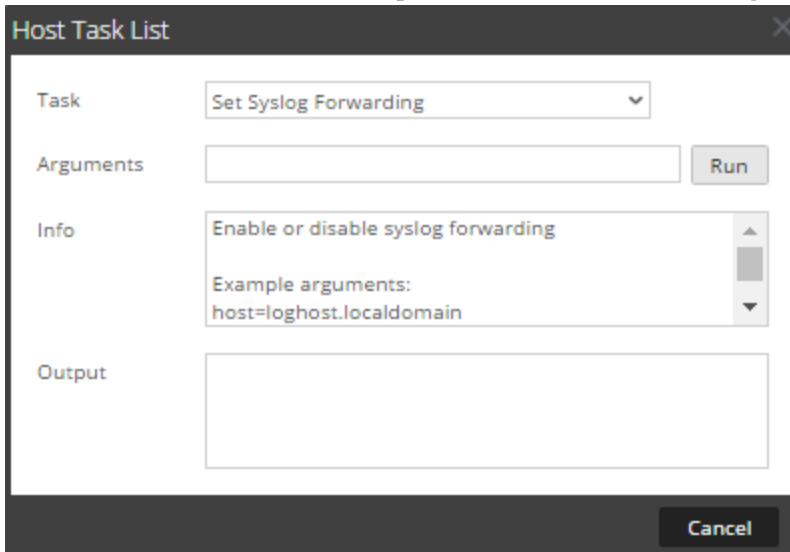 Host Task List
Task
Set Syslog Forwarding
Arguments
Run
Info
Enable or disable syslog forwarding
Example arguments:
host=loghost.localdomain
Output
Cancel